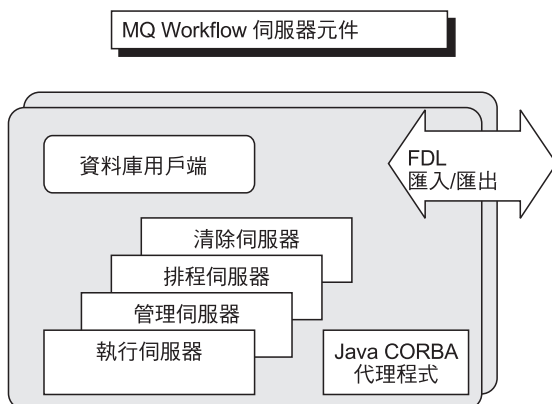 MQ Workflow 伺服器元件
資料庫用戶端
FDL
匯入/匯出
清除伺服器
排程伺服器
管理伺服器
執行伺服器
Java CORBA
代理程式